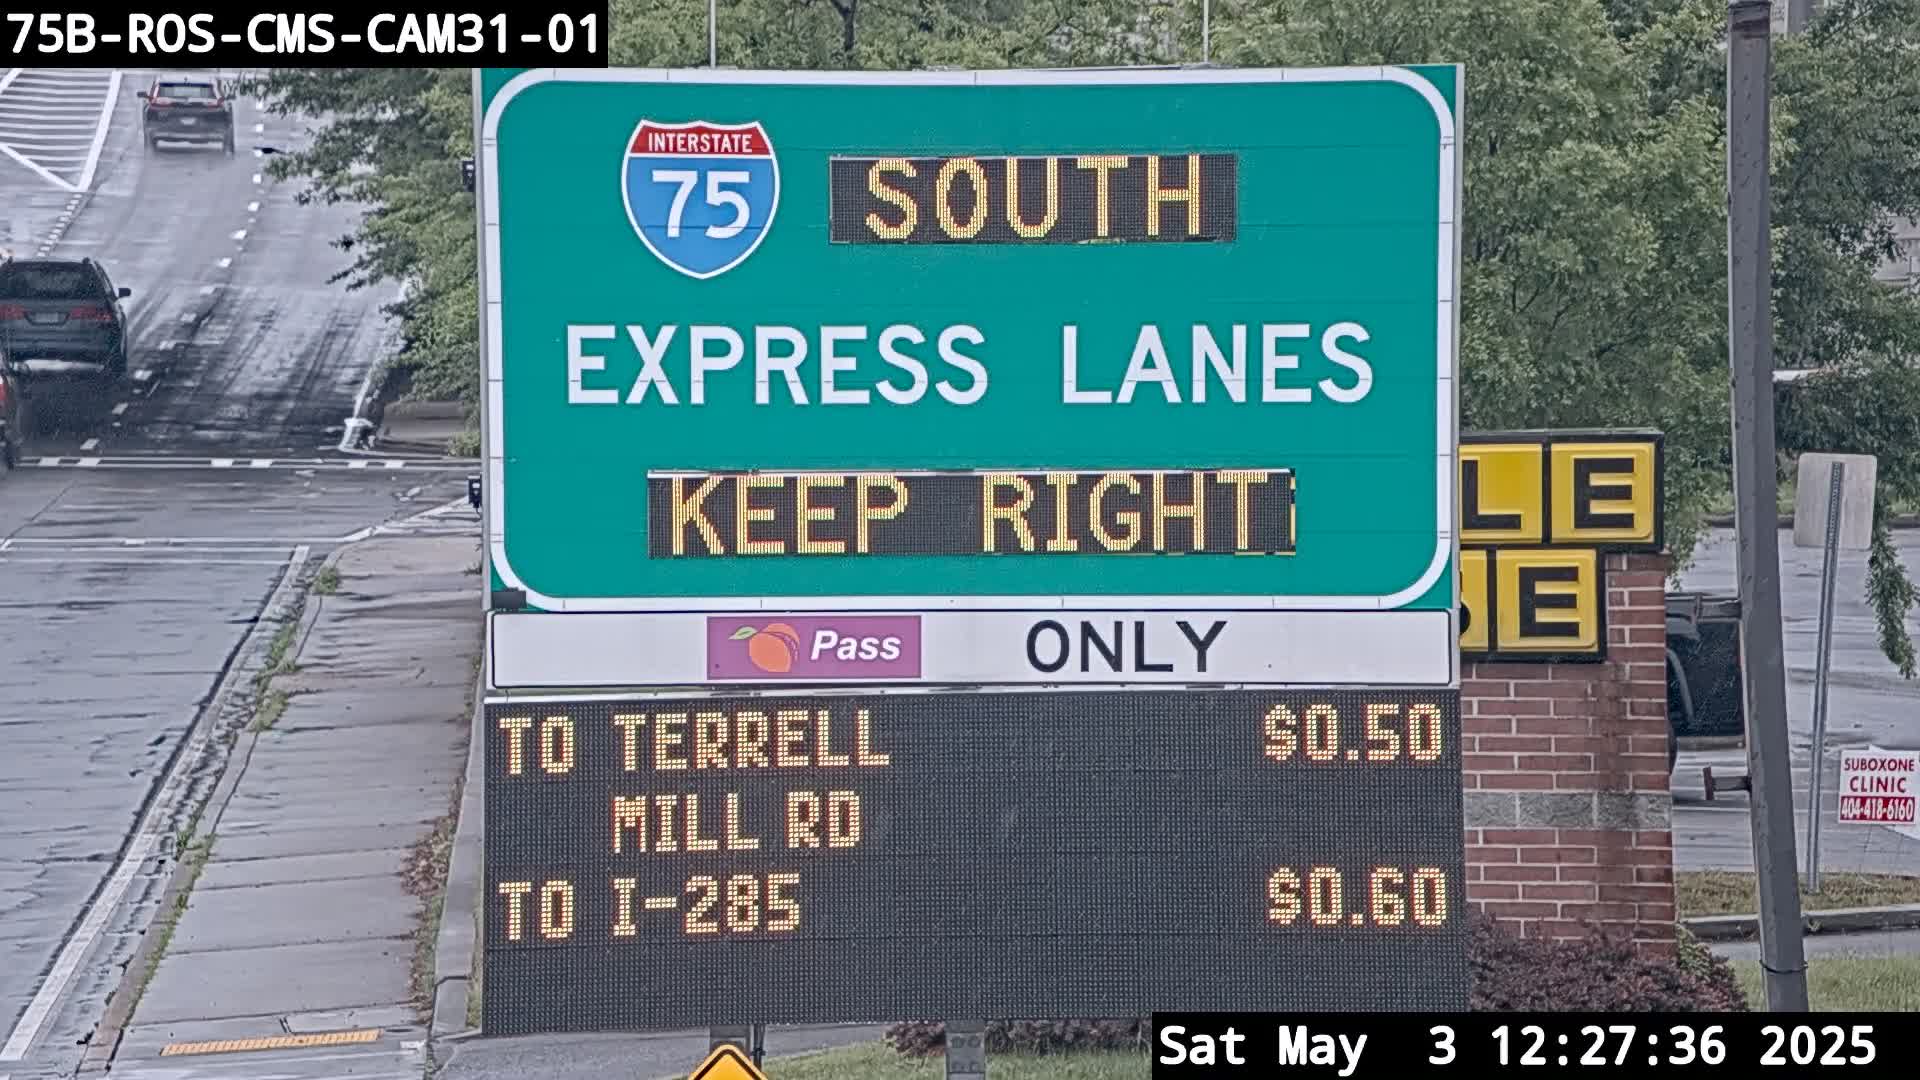 75B-ROS-CMS-CAM31-01
INTERSTATE
75
SOUTH
EXPRESS LANES
KEEP RIGHT
Pass ONLY
TO TERRELL $0.50
MILL RD
TO I-285 $0.60
LE
E
SUBOXONE
CLINIC
404-418-6160
Sat May 3 12:27:36 2025